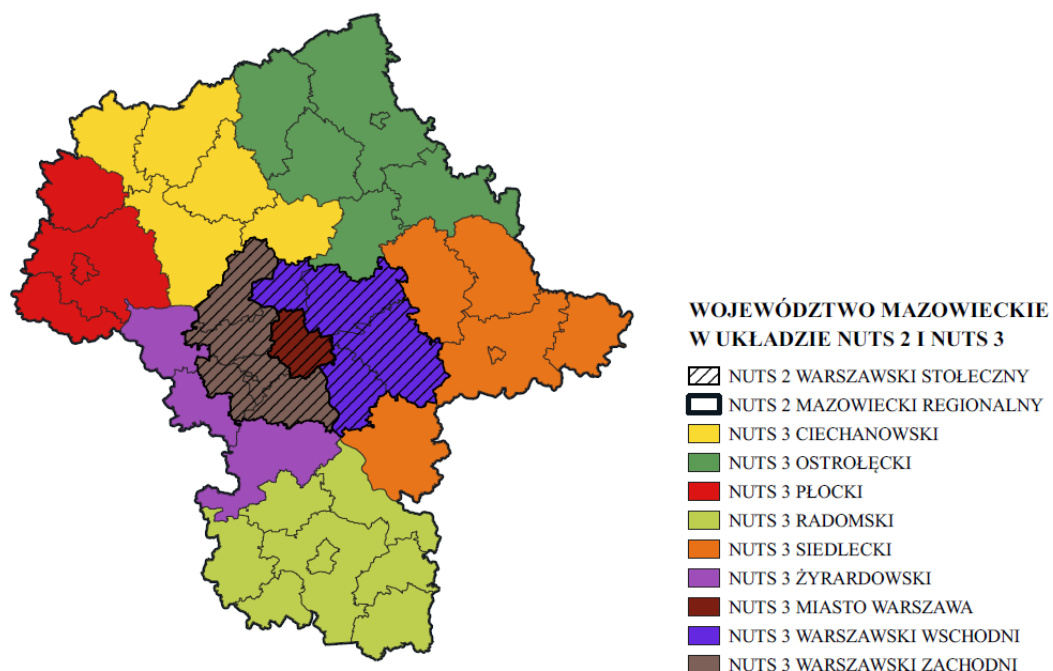 WOJEWÓDZTWO MAZOWIECKIE
W UKŁADZIE NUTS 2 I NUTS 3
NUTS 2 WARSZAWSKI STOŁECZNY
NUTS 2 MAZOWIECKI REGIONALNY
NUTS 3 CIECHANOWSKI
NUTS 3 OSTROŁĘCKI
NUTS 3 PŁOCKI
NUTS 3 RADOMSKI
NUTS 3 SIEDLECKI
NUTS 3 ŻYRARDOWSKI
NUTS 3 MIASTO WARSZAWA
NUTS 3 WARSZAWSKI WSCHODNI
NUTS 3 WARSZAWSKI ZACHODNI